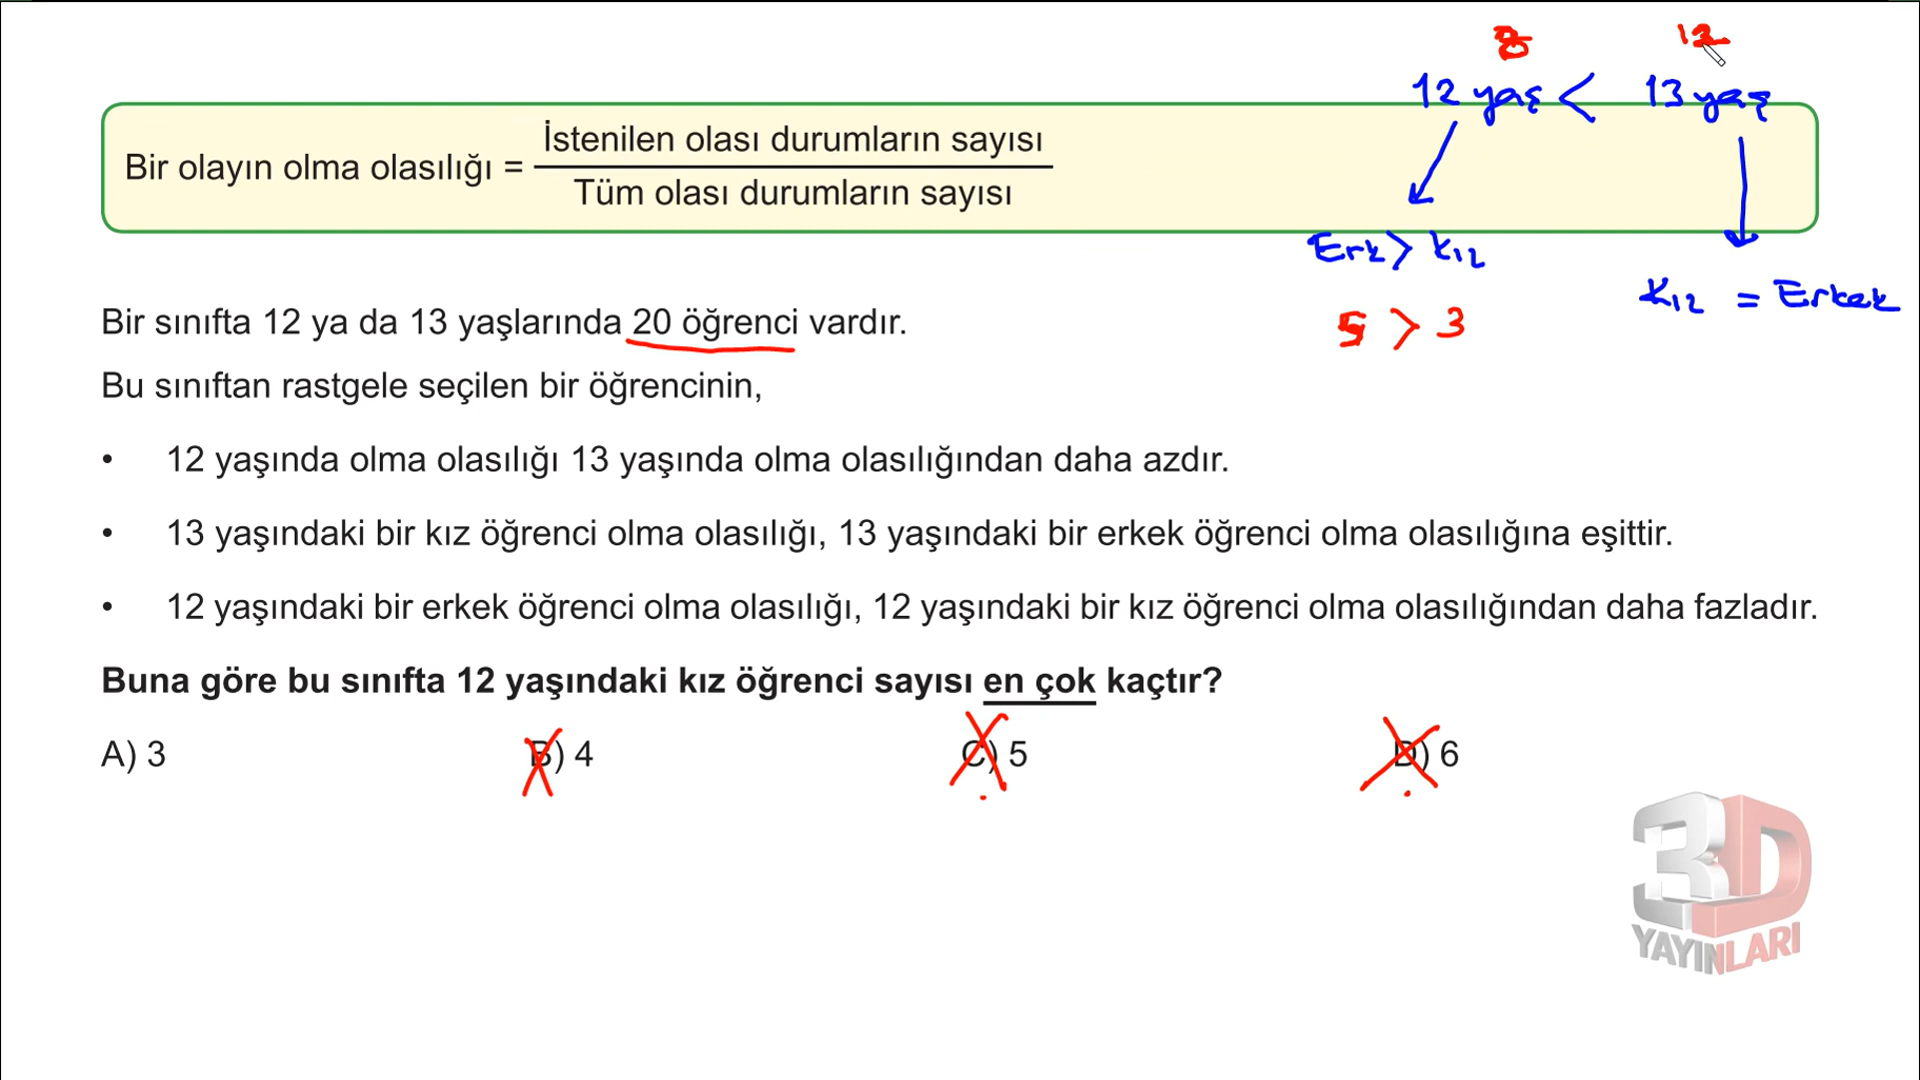 8 12
12 yaş < 13 yaş
Bir olayın olma olasılığı = İstenilen olası durumların sayısı
Tüm olası durumların sayısı
Erk > Kız
Kız = Erkek
5 > 3
Bir sınıfta 12 ya da 13 yaşlarında 20 öğrenci vardır.
Bu sınıftan rastgele seçilen bir öğrencinin,
• 12 yaşında olma olasılığı 13 yaşında olma olasılığından daha azdır.
• 13 yaşındaki bir kız öğrenci olma olasılığı, 13 yaşındaki bir erkek öğrenci olma olasılığına eşittir.
• 12 yaşındaki bir erkek öğrenci olma olasılığı, 12 yaşındaki bir kız öğrenci olma olasılığından daha fazladır.
Buna göre bu sınıfta 12 yaşındaki kız öğrenci sayısı en çok kaçtır?
A) 3 B) 4 C) 5 D) 6
3D
YAYINLARI